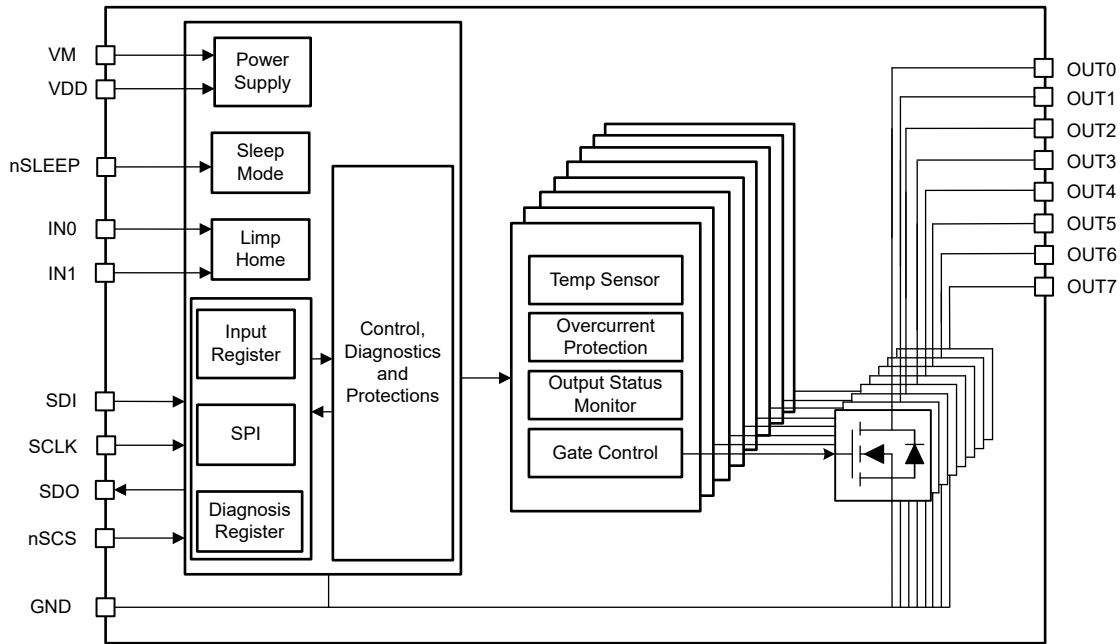 VM
VDD
nSLEEP
IN0
IN1
SDI
SCLK
SDO
nSCS
GND
Power
Supply
Sleep
Mode
Limp
Home
Input
Register
SPI
Diagnosis
Register
Control,
Diagnostics
and
Protections
Temp Sensor
Overcurrent
Protection
Output Status
Monitor
Gate Control
OUT0
OUT1
OUT2
OUT3
OUT4
OUT5
OUT6
OUT7